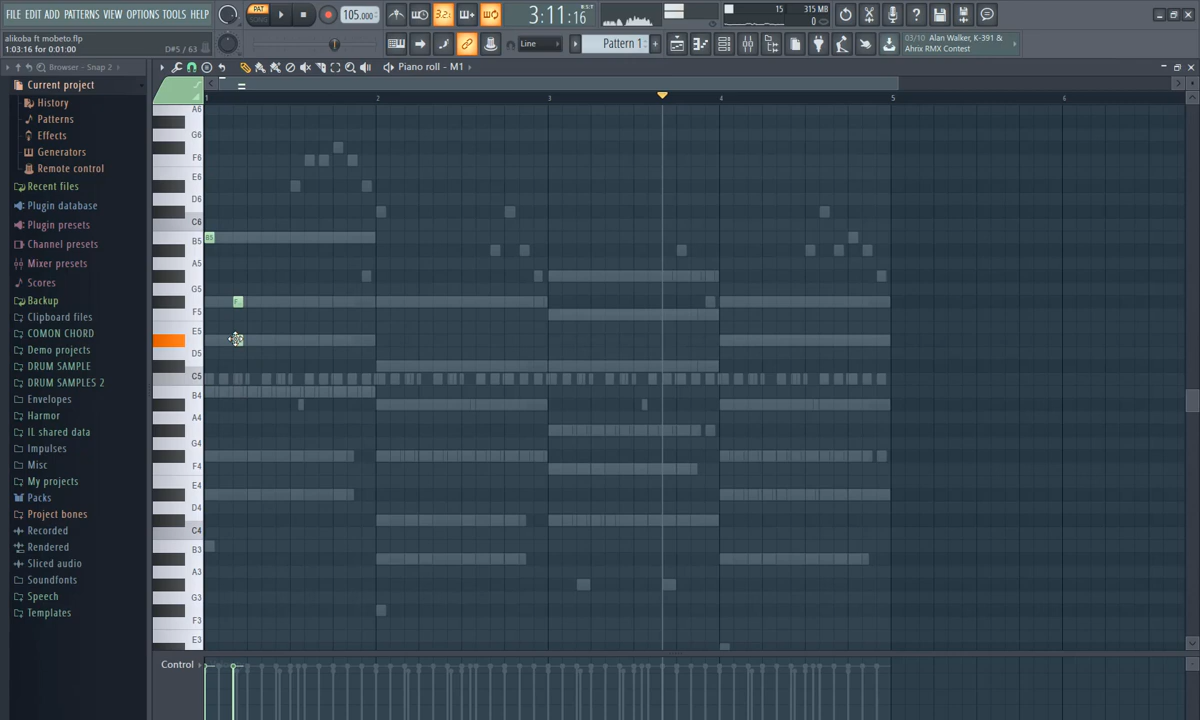 FILE EDIT ADD PATTERNS VIEW OPTIONS TOOLS HELP
PAT
SONG
105.000
3.2:
3:11:16
15
315 MB
0
alikoba ft mobeto.flp
1:03:16 for 0:01:00
D#5 / 63
Line
Pattern 1
03/10 Alan Walker, K-391 &
Ahrix RMX Contest
Browser - Snap 2
Piano roll - M1
Current project
History
Patterns
Effects
Generators
Remote control
Recent files
Plugin database
Plugin presets
Channel presets
Mixer presets
Scores
Backup
Clipboard files
COMON CHORD
Demo projects
DRUM SAMPLE
DRUM SAMPLES 2
Envelopes
Harmor
IL shared data
Impulses
Misc
My projects
Packs
Project bones
Recorded
Rendered
Sliced audio
Soundfonts
Speech
Templates
1 2 3 4 5 6
A6
G6
F6
E6
D6
C6
B5
B5
A5
G5
F5
E5
D5
C5
B4
A4
G4
F4
E4
D4
C4
B3
A3
G3
F3
E3
Control